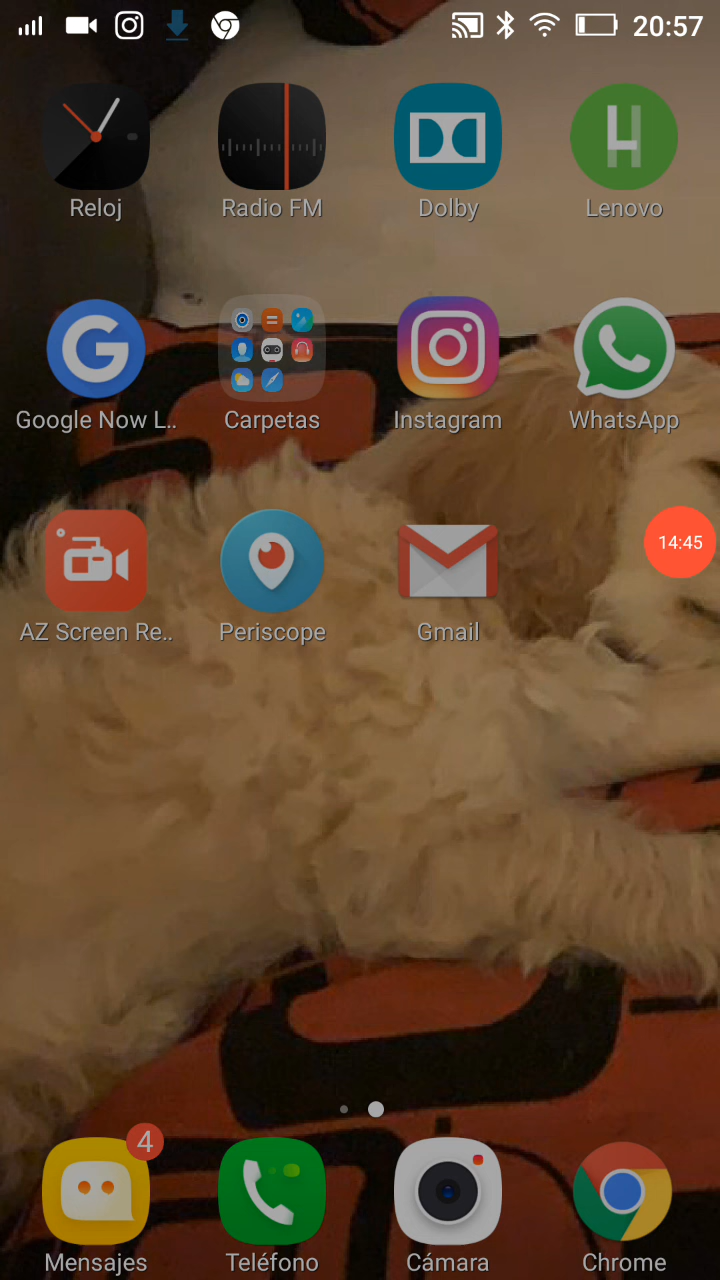 20:57
Reloj
Radio FM
Dolby
Lenovo
Google Now L..
Carpetas
Instagram
WhatsApp
14:45
AZ Screen Re..
Periscope
Gmail
4
Mensajes
Teléfono
Cámara
Chrome